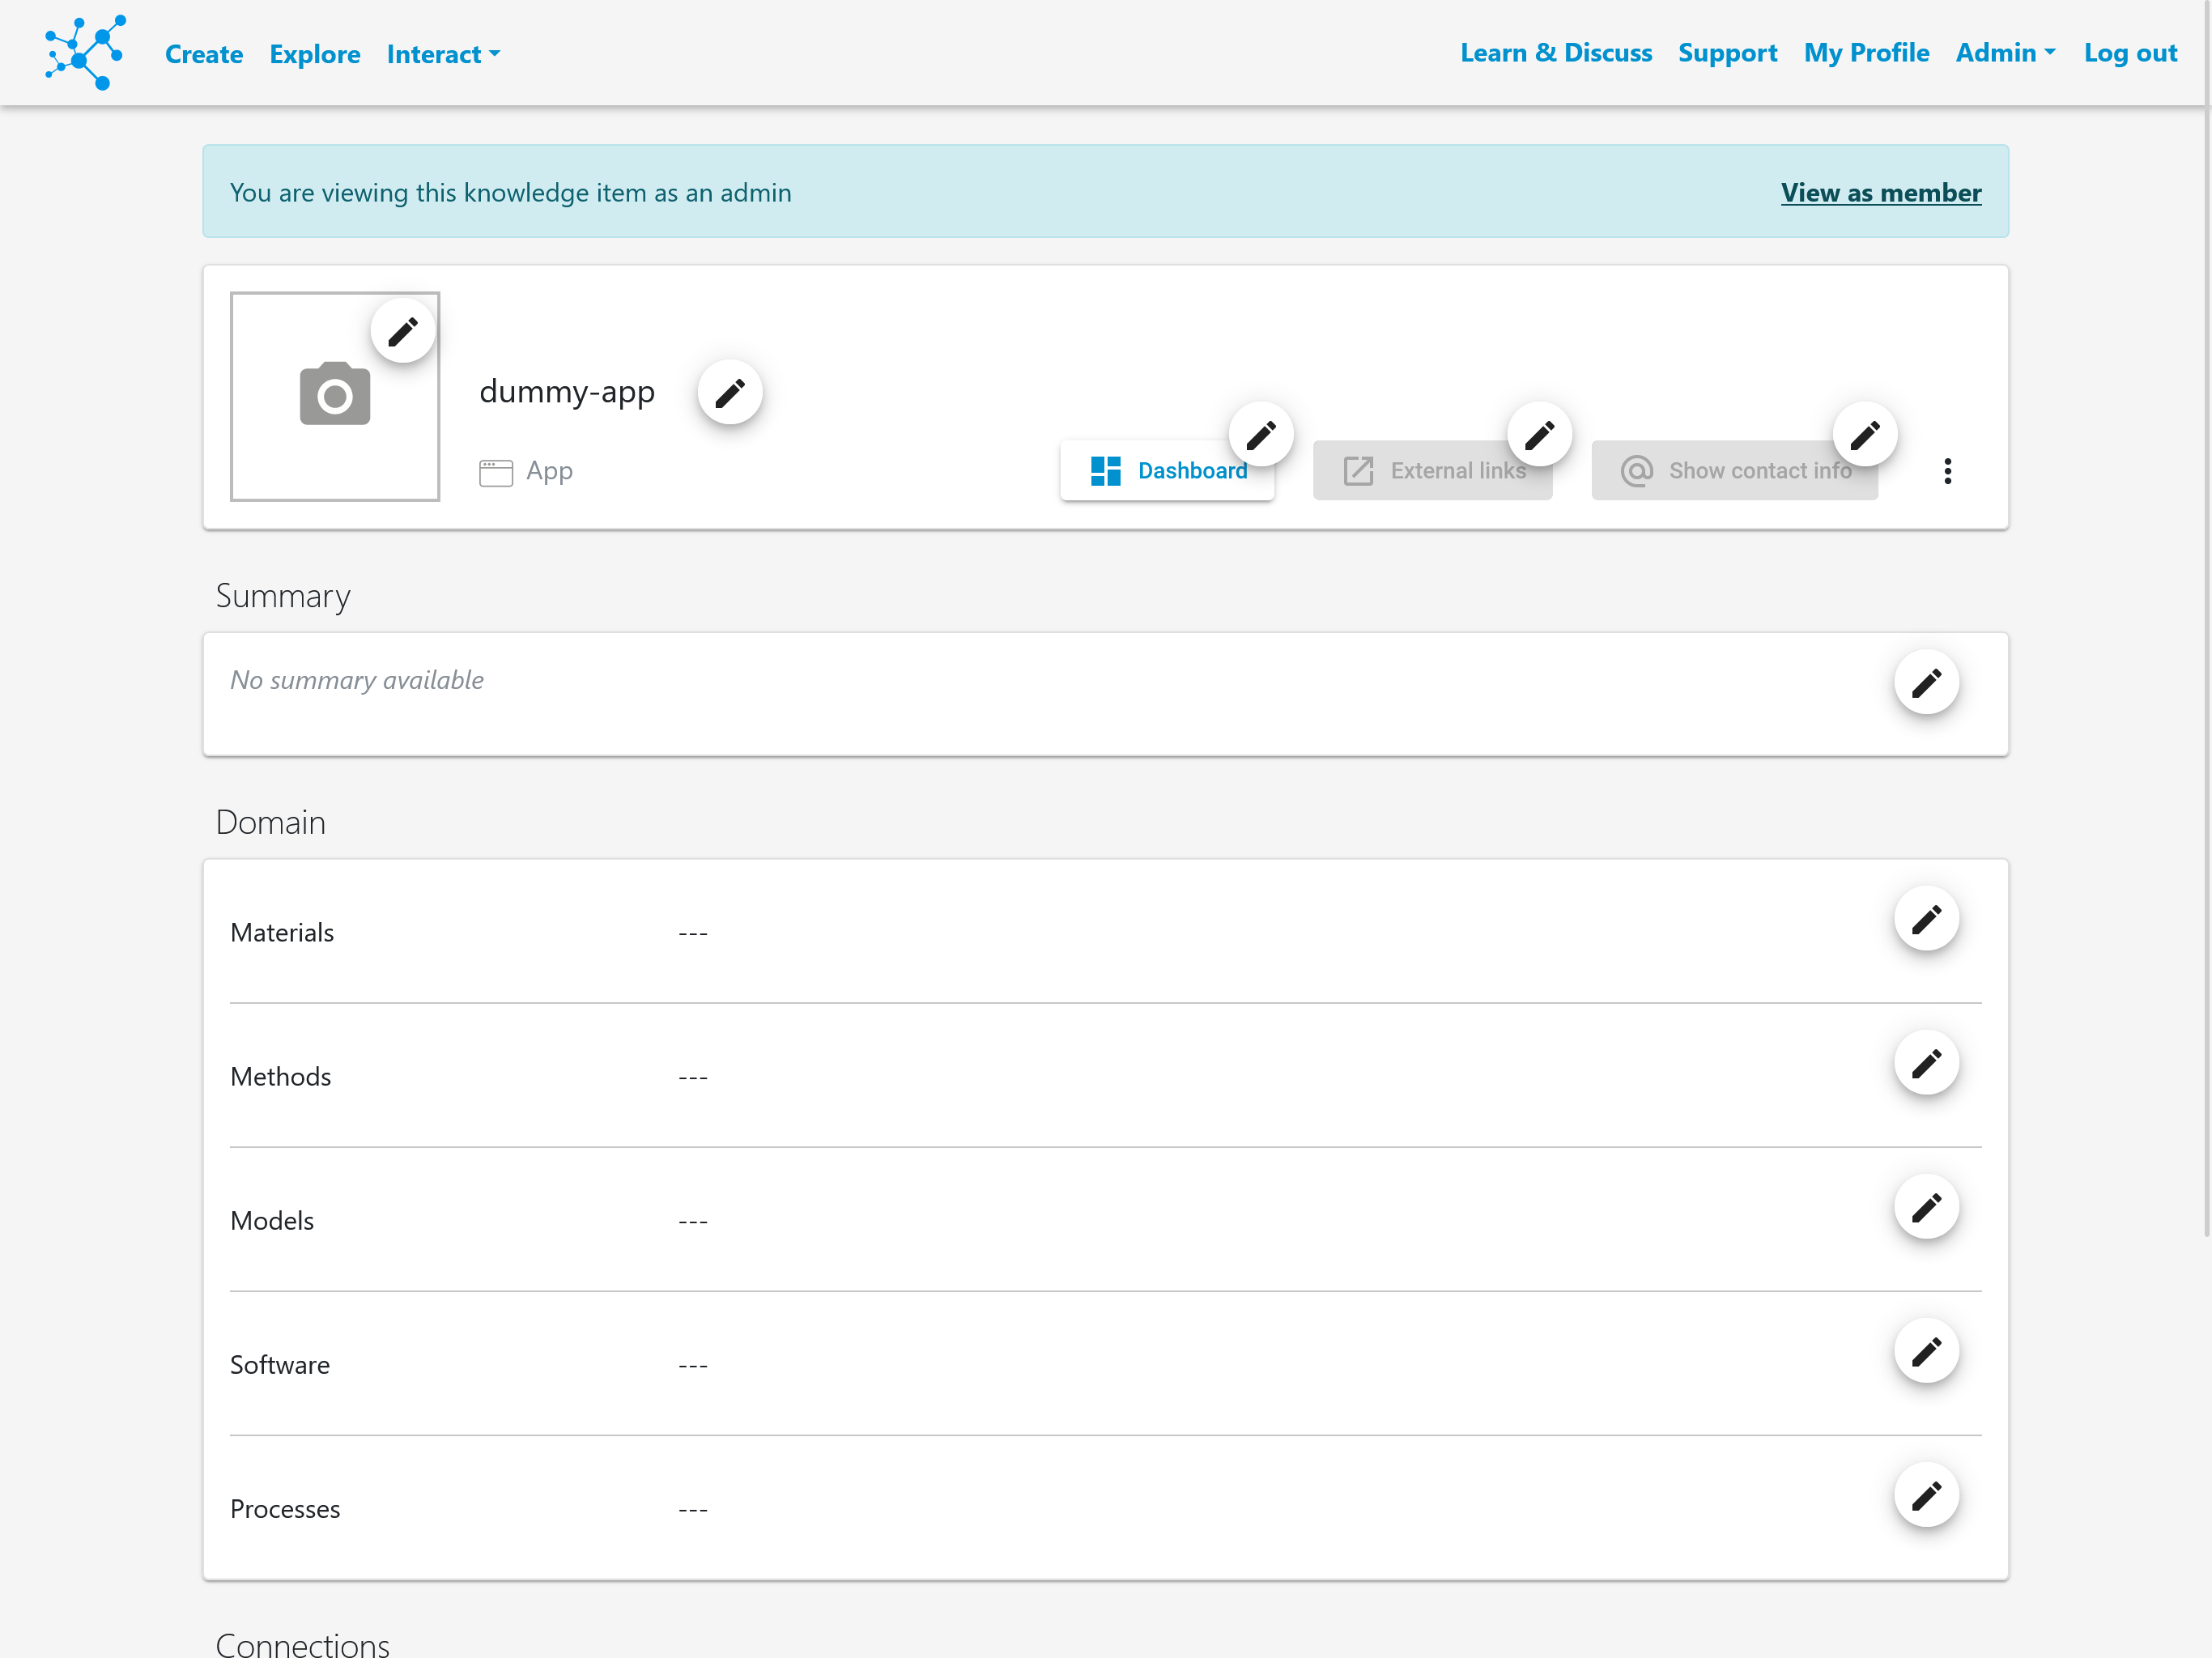 Create Explore Interact
Learn & Discuss Support My Profile Admin Log out
You are viewing this knowledge item as an admin
View as member
dummy-app
App
Dashboard
External links
Show contact info
Summary
No summary available
Domain
Materials ---
Methods ---
Models ---
Software ---
Processes ---
Connections